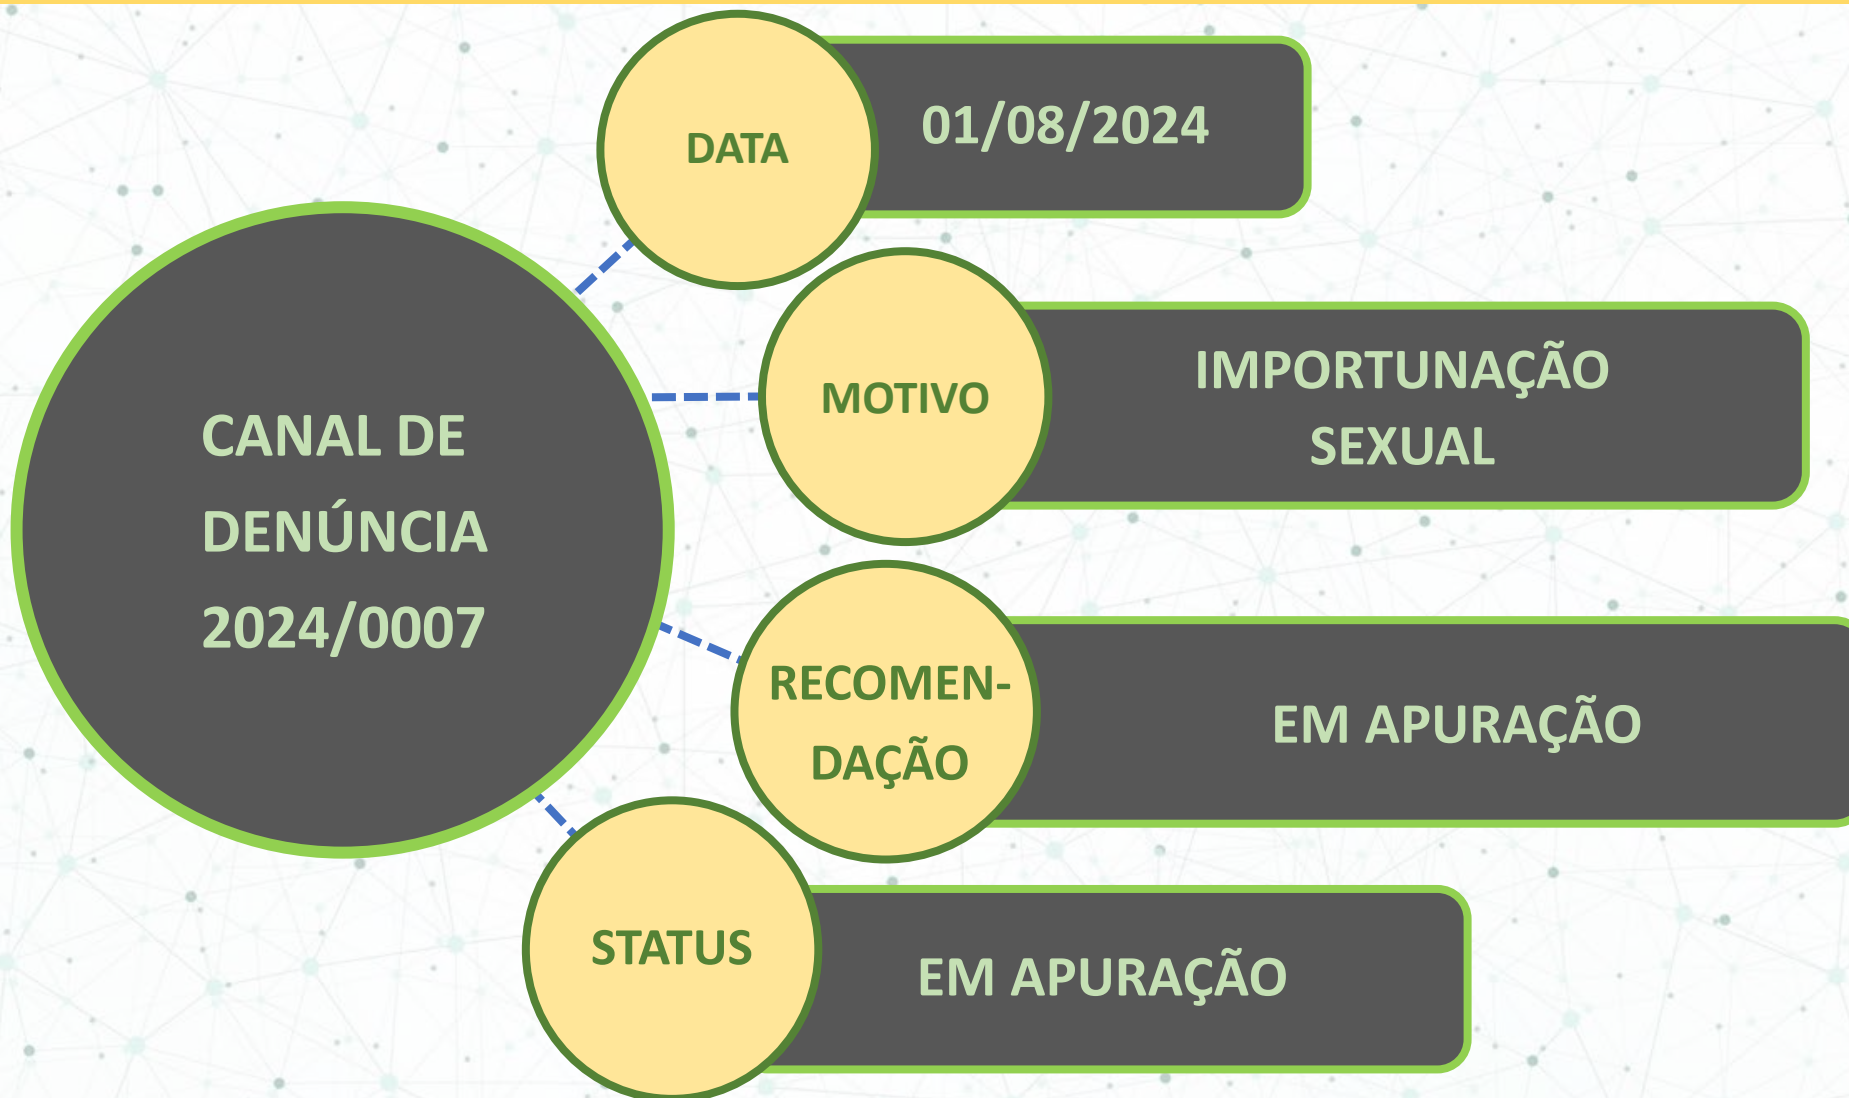 CANAL DE
DENÚNCIA
2024/0007
DATA
01/08/2024
MOTIVO
IMPORTUNAÇÃO
SEXUAL
RECOMEN-
DAÇÃO
EM APURAÇÃO
STATUS
EM APURAÇÃO